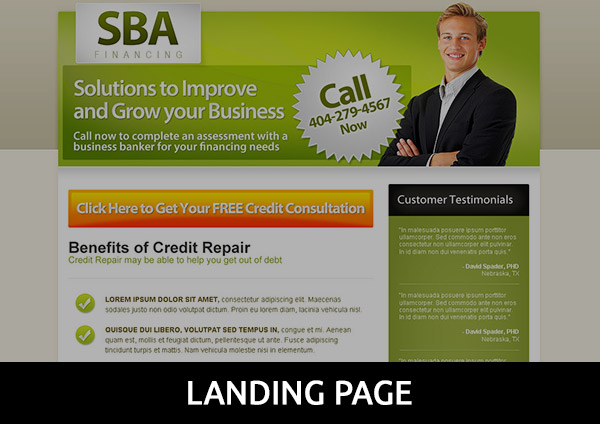 SBA
FINANCING
Solutions to Improve
and Grow your Business
Call now to complete an assessment with a
business banker for your financing needs
Call
404-279-4567
Now
Click Here to Get Your FREE Credit Consultation
Benefits of Credit Repair
Credit Repair may be able to help you get out of debt
LOREM IPSUM DOLOR SIT AMET, consectetur adipiscing elit. Maecenas
sodales justo non odio volutpat dictum. Proin eu lorem diam, lacinia vehicula nisl.
QUISQUE DUI LIBERO, VOLUTPAT SED TEMPUS IN, congue et mi. Aenean
quam est, mollis et feugiat dictum, pellentesque ut ante. Fusce adipiscing
tincidunt turpis et mattis. Nam vehicula molestie nisl in elementum.
Customer Testimonials
"In malesuada posuere ipsum porttitor
ullamcorper. Sed commodo ante non eros
consectetur non ullamcorper elit pulvinar.
In id diam non dui venenatis porta quis."
- David Spader, PHD
Nebraska, TX
"In malesuada posuere ipsum porttitor
ullamcorper. Sed commodo ante non eros
consectetur non ullamcorper elit pulvinar.
In id diam non dui venenatis porta quis."
- David Spader, PHD
Nebraska, TX
"In malesuada posuere ipsum porttitor
LANDING PAGE